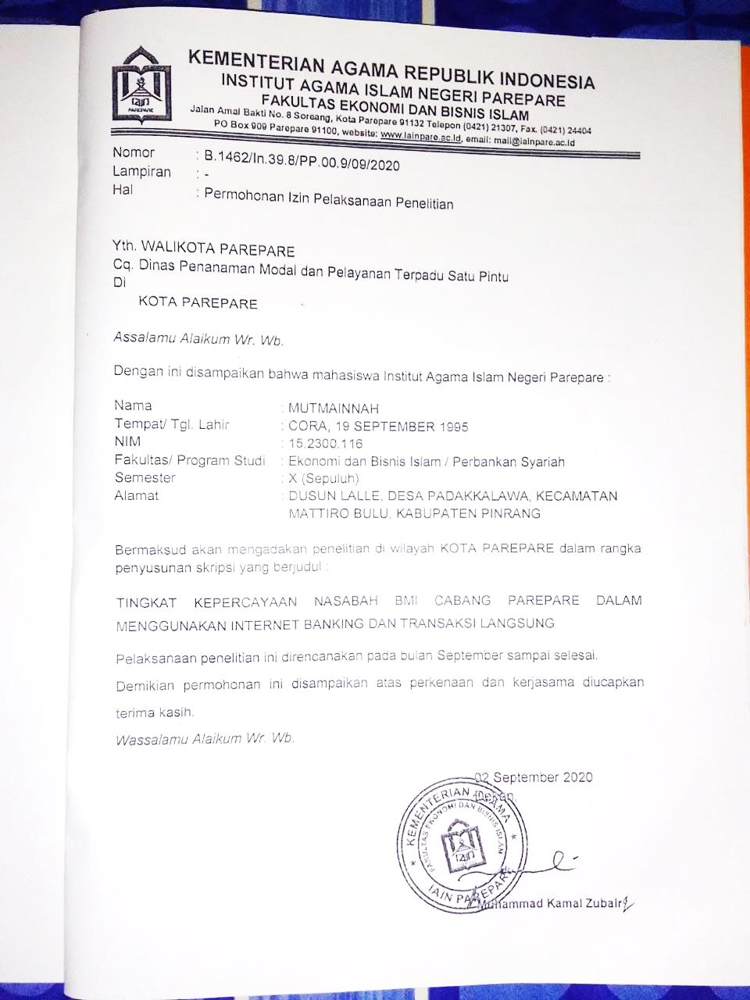 KEMENTERIAN AGAMA REPUBLIK INDONESIA
INSTITUT AGAMA ISLAM NEGERI PAREPARE
FAKULTAS EKONOMI DAN BISNIS ISLAM
Jalan Amal Bakti No. 8 Soreang, Kota Parepare 91132 Telepon (0421) 21307, Fax. (0421) 24404
PO Box 909 Parepare 91100, website: www.iainpare.ac.id, email: mail@iainpare.ac.id
IAIN
PAREPARE
Nomor : B.1462/In.39.8/PP.00.9/09/2020
Lampiran : -
Hal : Permohonan Izin Pelaksanaan Penelitian
Yth. WALIKOTA PAREPARE
Cq. Dinas Penanaman Modal dan Pelayanan Terpadu Satu Pintu
Di
KOTA PAREPARE
Assalamu Alaikum Wr. Wb.
Dengan ini disampaikan bahwa mahasiswa Institut Agama Islam Negeri Parepare :
Nama : MUTMAINNAH
Tempat/ Tgl. Lahir : CORA, 19 SEPTEMBER 1995
NIM : 15.2300.116
Fakultas/ Program Studi : Ekonomi dan Bisnis Islam / Perbankan Syariah
Semester : X (Sepuluh)
Alamat : DUSUN LALLE, DESA PADAKKALAWA, KECAMATAN
MATTIRO BULU, KABUPATEN PINRANG
Bermaksud akan mengadakan penelitian di wilayah KOTA PAREPARE dalam rangka
penyusunan skripsi yang berjudul :
TINGKAT KEPERCAYAAN NASABAH BMI CABANG PAREPARE DALAM
MENGGUNAKAN INTERNET BANKING DAN TRANSAKSI LANGSUNG
Pelaksanaan penelitian ini direncanakan pada bulan September sampai selesai.
Demikian permohonan ini disampaikan atas perkenaan dan kerjasama diucapkan
terima kasih.
Wassalamu Alaikum Wr. Wb.
02 September 2020
Dekan,
KEMENTERIAN AGAMA
FAKULTAS EKONOMI DAN BISNIS ISLAM
IAIN
IAIN PAREPARE
Muhammad Kamal Zubair